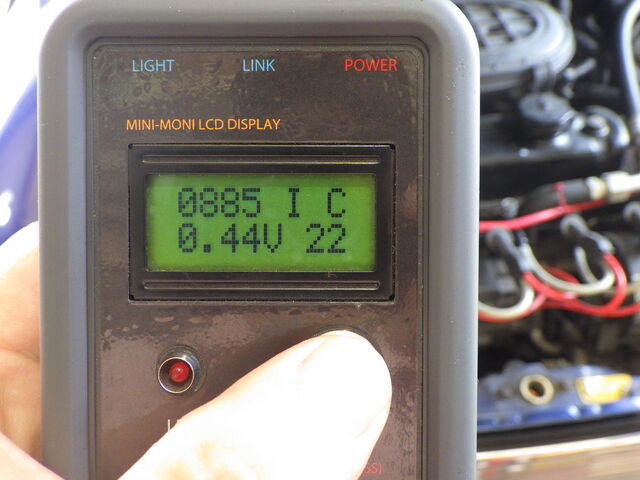 LIGHT LINK POWER
MINI-MONI LCD DISPLAY
0885 I C
0.44V 22